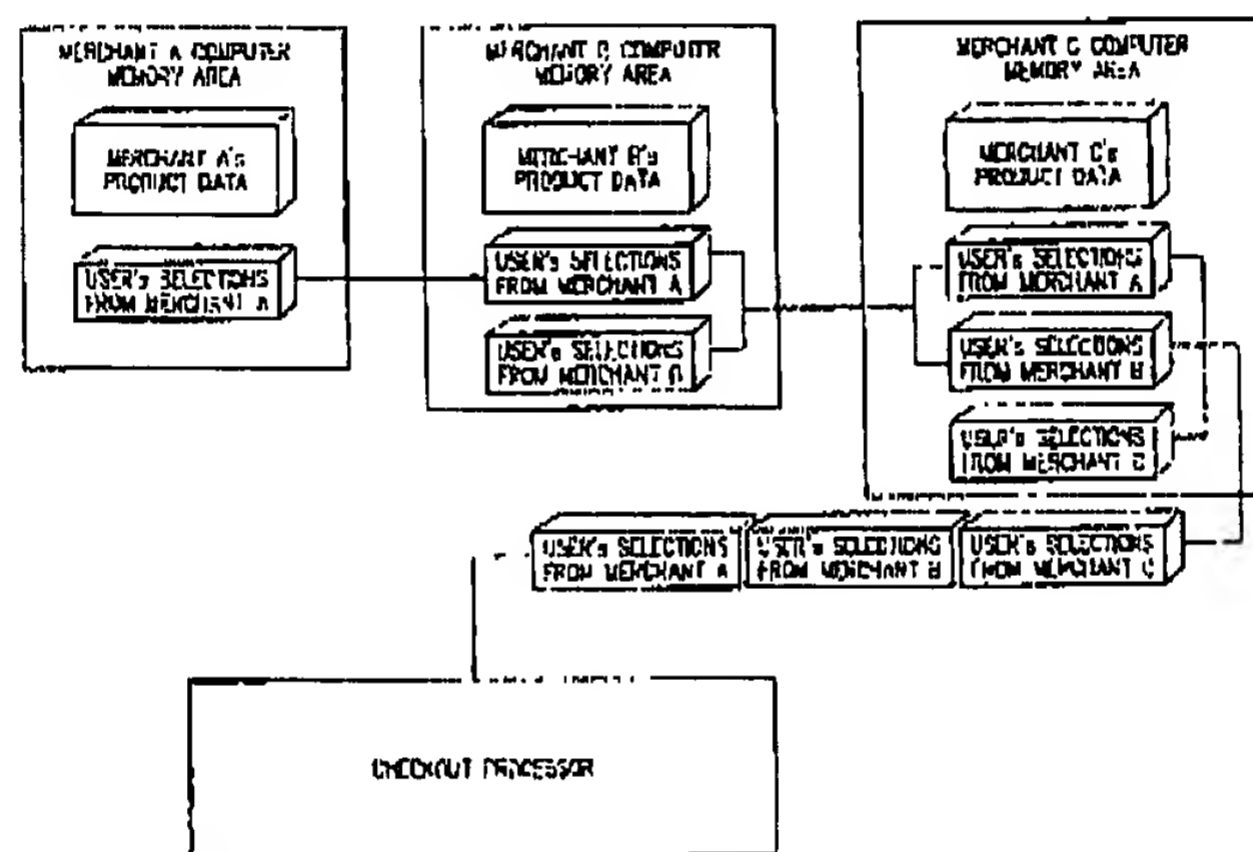 MERCHANT A COMPUTER
MEMORY AREA
MERCHANT A's
PRODUCT DATA
USER's SELECTIONS
FROM MERCHANT A
MERCHANT B COMPUTER
MEMORY AREA
MERCHANT B's
PRODUCT DATA
USER's SELECTIONS
FROM MERCHANT A
USER's SELECTIONS
FROM MERCHANT B
MERCHANT C COMPUTER
MEMORY AREA
MERCHANT C's
PRODUCT DATA
USER's SELECTIONS
FROM MERCHANT A
USER's SELECTIONS
FROM MERCHANT B
USER's SELECTIONS
FROM MERCHANT C
USER's SELECTIONS
FROM MERCHANT A
USER's SELECTIONS
FROM MERCHANT B
USER's SELECTIONS
FROM MERCHANT C
CHECKOUT PROCESSOR